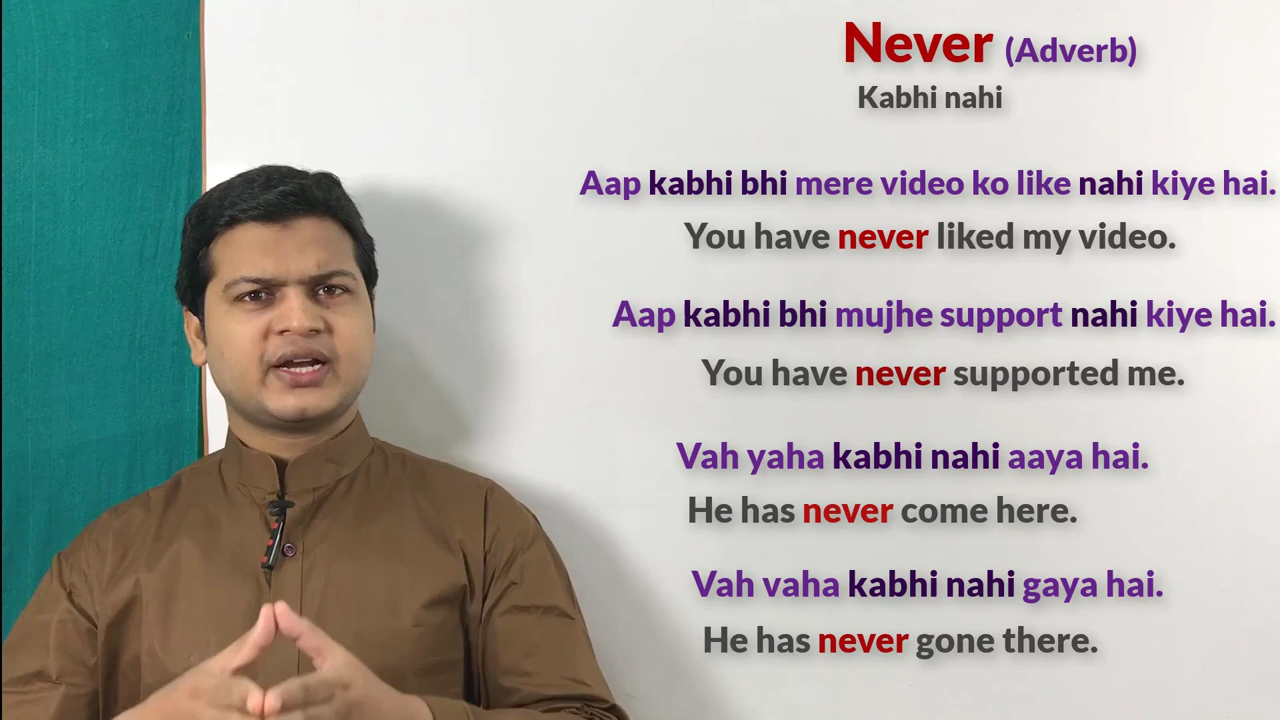 Never (Adverb)
Kabhi nahi
Aap kabhi bhi mere video ko like nahi kiye hai.
You have never liked my video.
Aap kabhi bhi mujhe support nahi kiye hai.
You have never supported me.
Vah yaha kabhi nahi aaya hai.
He has never come here.
Vah vaha kabhi nahi gaya hai.
He has never gone there.